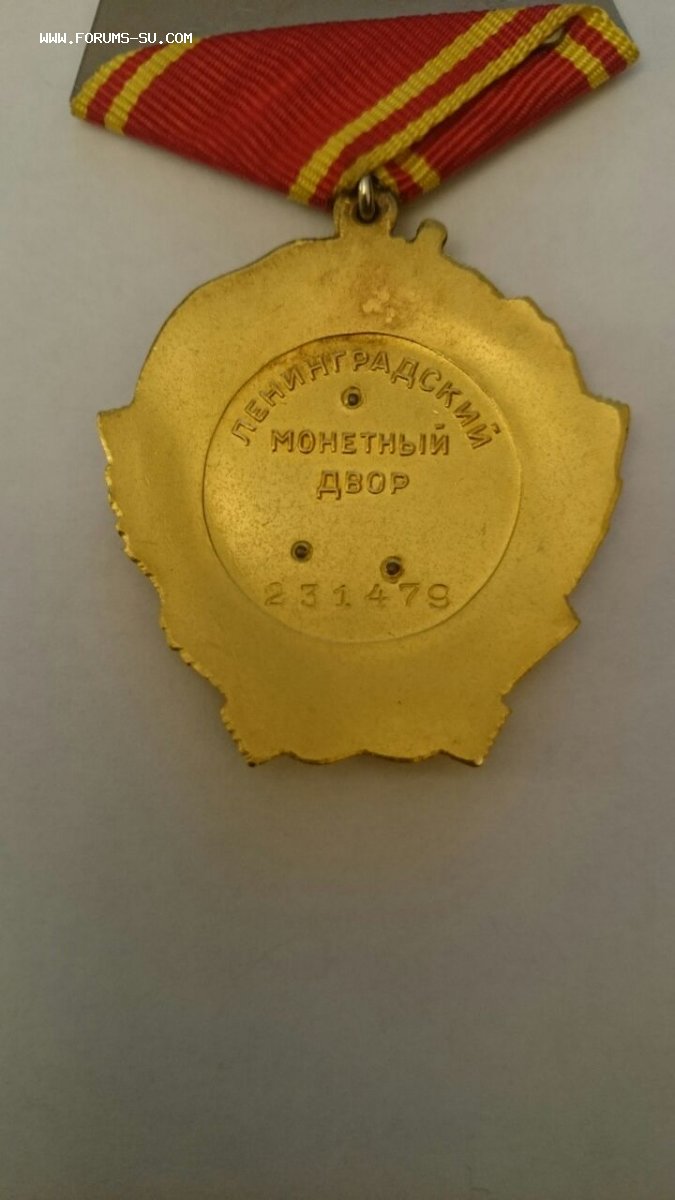 WWW.FORUMS-SU.COM
ЛЕНИНГРАДСКИЙ
МОНЕТНЫЙ
ДВОР
231479